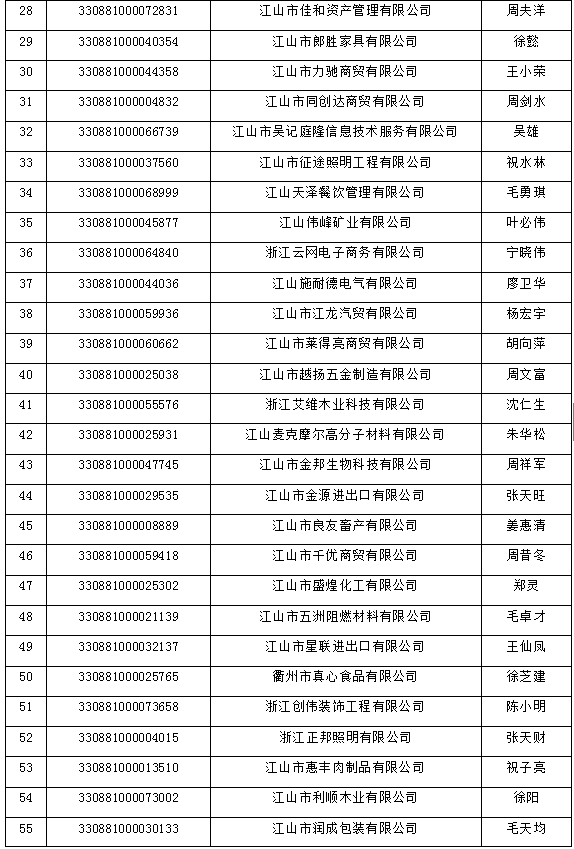 28 330881000072831 江山市佳和资产管理有限公司 周夫洋
29 330881000040354 江山市郎胜家具有限公司 徐懿
30 330881000044358 江山市力驰商贸有限公司 王小荣
31 330881000004832 江山市同创达商贸有限公司 周剑水
32 330881000066739 江山市吴记庭隆信息技术服务有限公司 吴雄
33 330881000037560 江山市征途照明工程有限公司 祝水林
34 330881000068999 江山天泽餐饮管理有限公司 毛勇琪
35 330881000045877 江山伟峰矿业有限公司 叶必伟
36 330881000064840 浙江云网电子商务有限公司 宁晓伟
37 330881000044036 江山施耐德电气有限公司 廖卫华
38 330881000059936 江山市江龙汽贸有限公司 杨宏宇
39 330881000060662 江山市莱得亮商贸有限公司 胡向萍
40 330881000025038 江山市越扬五金制造有限公司 周文富
41 330881000055576 浙江艾维木业科技有限公司 沈仁生
42 330881000025931 江山麦克摩尔高分子材料有限公司 朱华松
43 330881000047745 江山市金邦生物科技有限公司 周祥军
44 330881000029535 江山市金源进出口有限公司 张天旺
45 330881000008889 江山市良友畜产有限公司 姜惠清
46 330881000059418 江山市千优商贸有限公司 周昔冬
47 330881000025302 江山市盛煌化工有限公司 郑灵
48 330881000021139 江山市五洲阻燃材料有限公司 毛卓才
49 330881000032137 江山市星联进出口有限公司 王仙凤
50 330881000025765 衢州市真心食品有限公司 徐芝建
51 330881000073658 浙江创伟装饰工程有限公司 陈小明
52 330881000004015 浙江正邦照明有限公司 张天财
53 330881000013510 江山市惠丰肉制品有限公司 祝子亮
54 330881000073002 江山市利顺木业有限公司 徐阳
55 330881000030133 江山市润成包装有限公司 毛天均